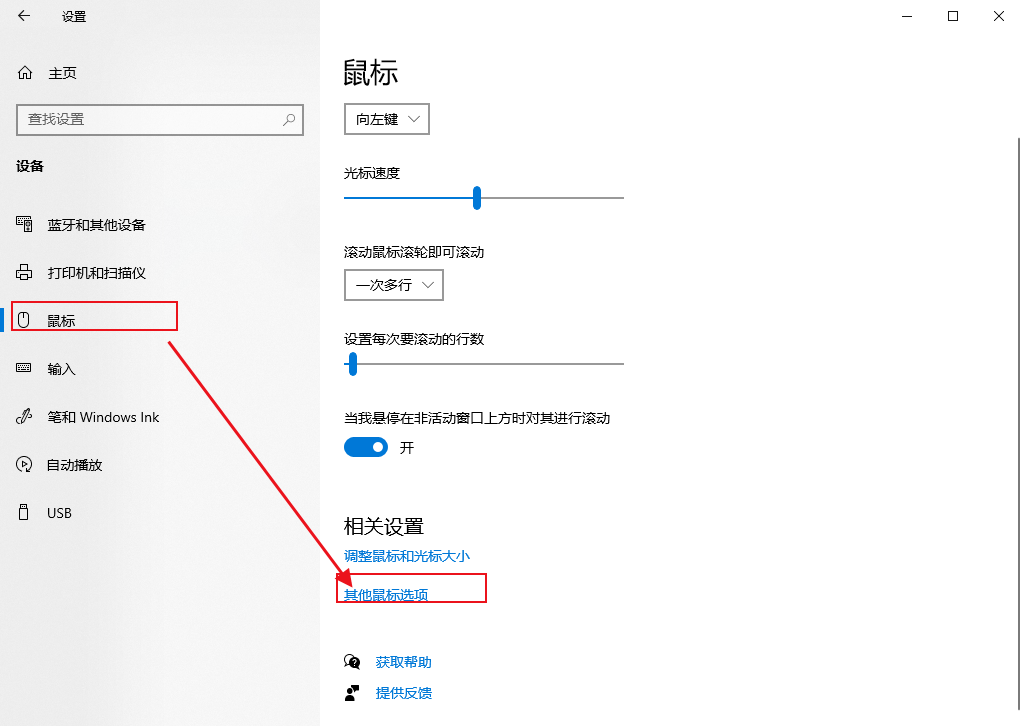 设置
主页
查找设置
设备
蓝牙和其他设备
打印机和扫描仪
鼠标
输入
笔和 Windows Ink
自动播放
USB
鼠标
向左键
光标速度
滚动鼠标滚轮即可滚动
一次多行
设置每次要滚动的行数
当我悬停在非活动窗口上方时对其进行滚动
开
相关设置
调整鼠标和光标大小
其他鼠标选项
获取帮助
提供反馈